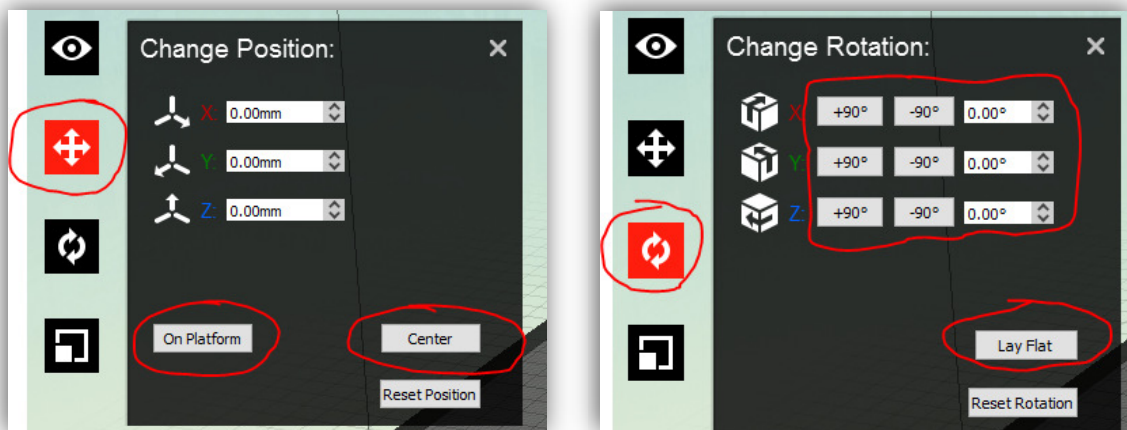 Change Position:
X: 0.00mm
Y: 0.00mm
Z: 0.00mm
On Platform
Center
Reset Position
Change Rotation:
X: +90° -90° 0.00°
Y: +90° -90° 0.00°
Z: +90° -90° 0.00°
Lay Flat
Reset Rotation